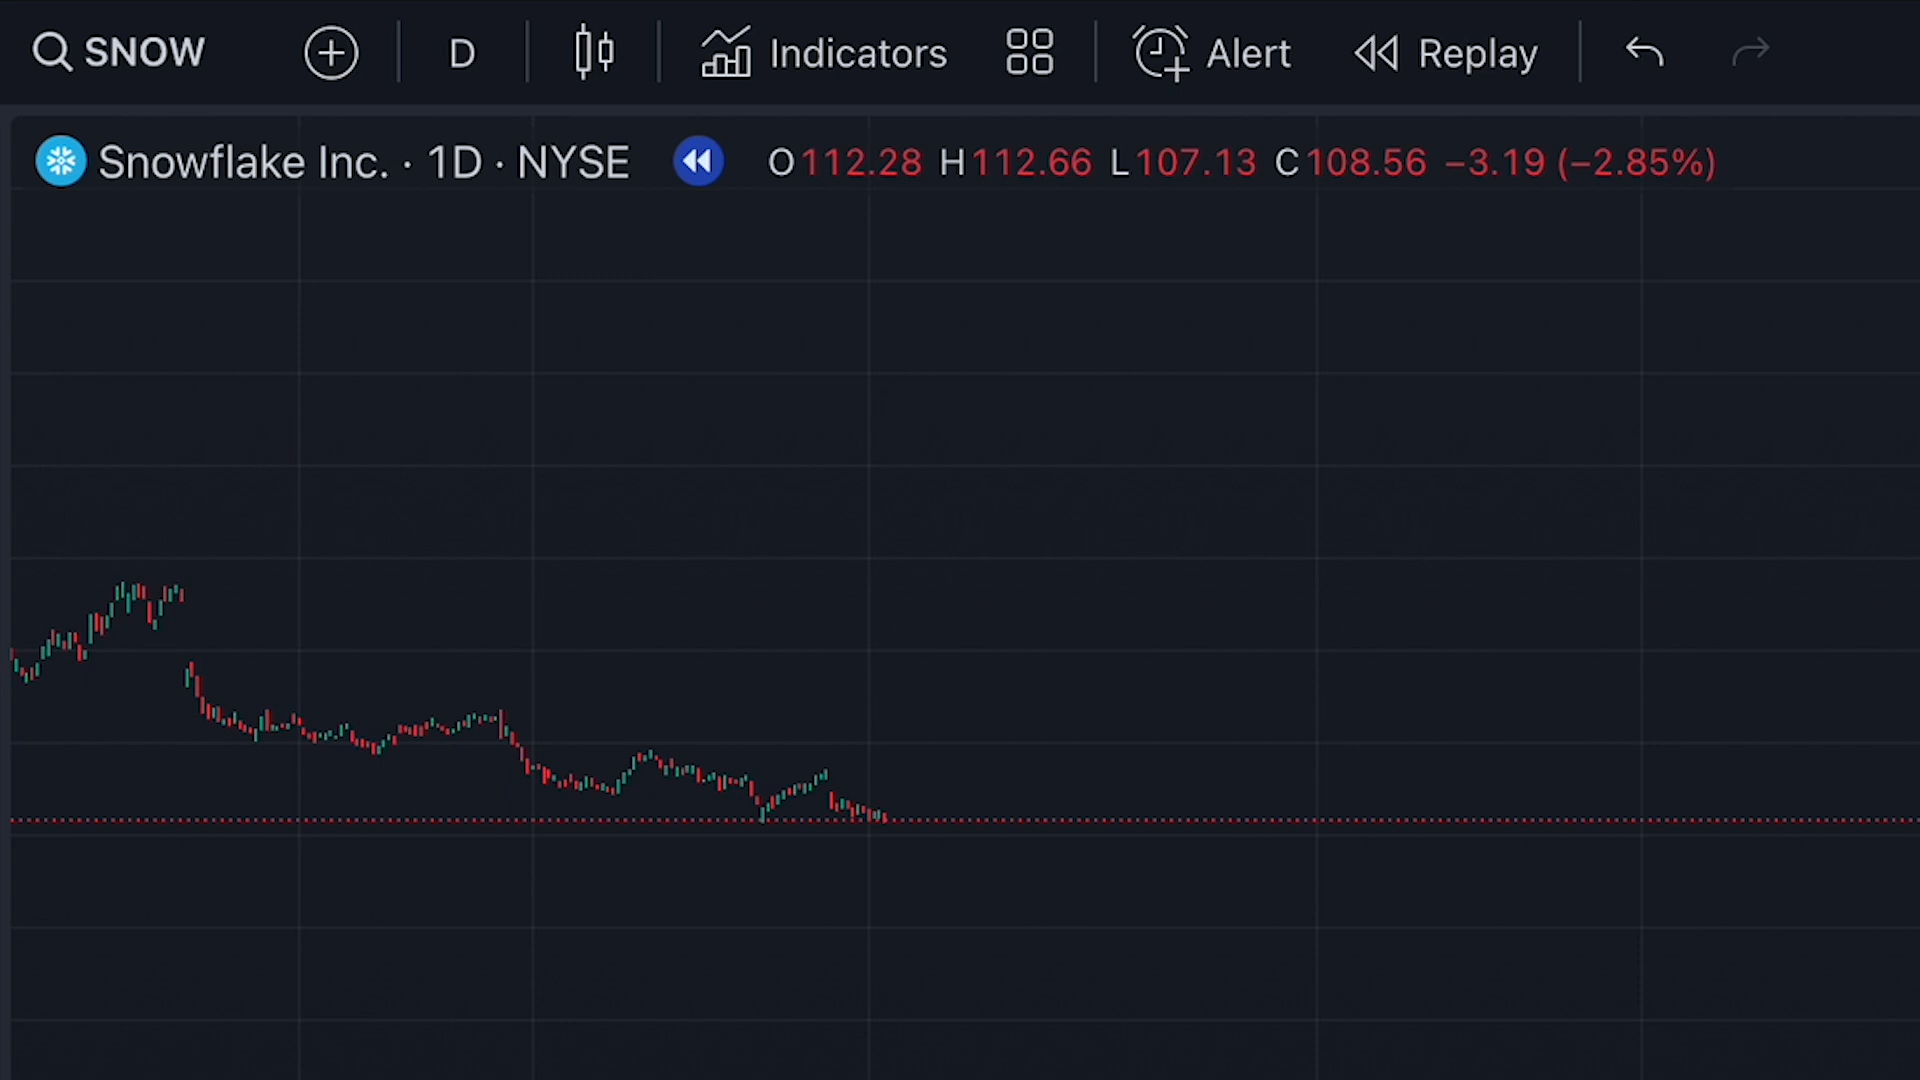 SNOW D Indicators Alert Replay
Snowflake Inc. · 1D · NYSE O112.28 H112.66 L107.13 C108.56 −3.19 (−2.85%)